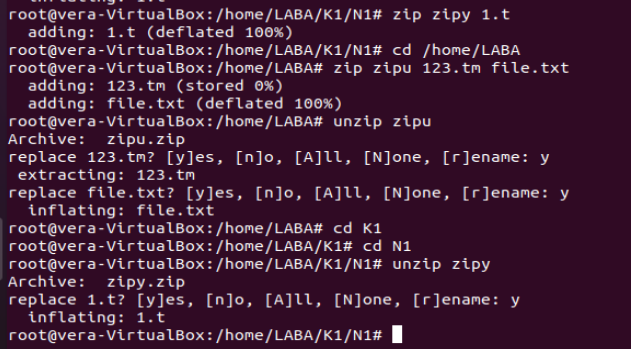 inflating: 1.t
root@vera-VirtualBox:/home/LABA/K1/N1# zip zipy 1.t
  adding: 1.t (deflated 100%)
root@vera-VirtualBox:/home/LABA/K1/N1# cd /home/LABA
root@vera-VirtualBox:/home/LABA# zip zipu 123.tm file.txt
  adding: 123.tm (stored 0%)
  adding: file.txt (deflated 100%)
root@vera-VirtualBox:/home/LABA# unzip zipu
Archive:  zipu.zip
replace 123.tm? [y]es, [n]o, [A]ll, [N]one, [r]ename: y
 extracting: 123.tm
replace file.txt? [y]es, [n]o, [A]ll, [N]one, [r]ename: y
  inflating: file.txt
root@vera-VirtualBox:/home/LABA# cd K1
root@vera-VirtualBox:/home/LABA/K1# cd N1
root@vera-VirtualBox:/home/LABA/K1/N1# unzip zipy
Archive:  zipy.zip
replace 1.t? [y]es, [n]o, [A]ll, [N]one, [r]ename: y
  inflating: 1.t
root@vera-VirtualBox:/home/LABA/K1/N1#